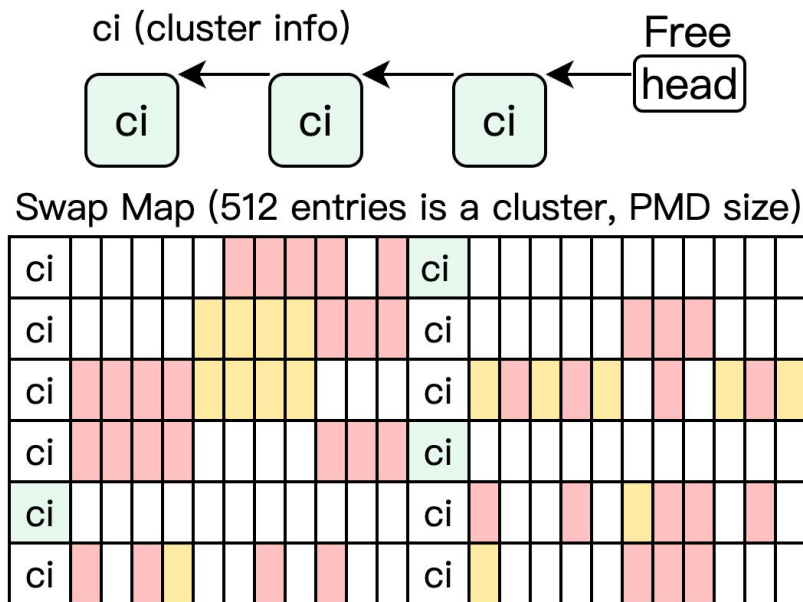 ci (cluster info)
Free
head
ci ci ci
Swap Map (512 entries is a cluster, PMD size)
ci ci
ci ci
ci ci
ci ci
ci ci
ci ci